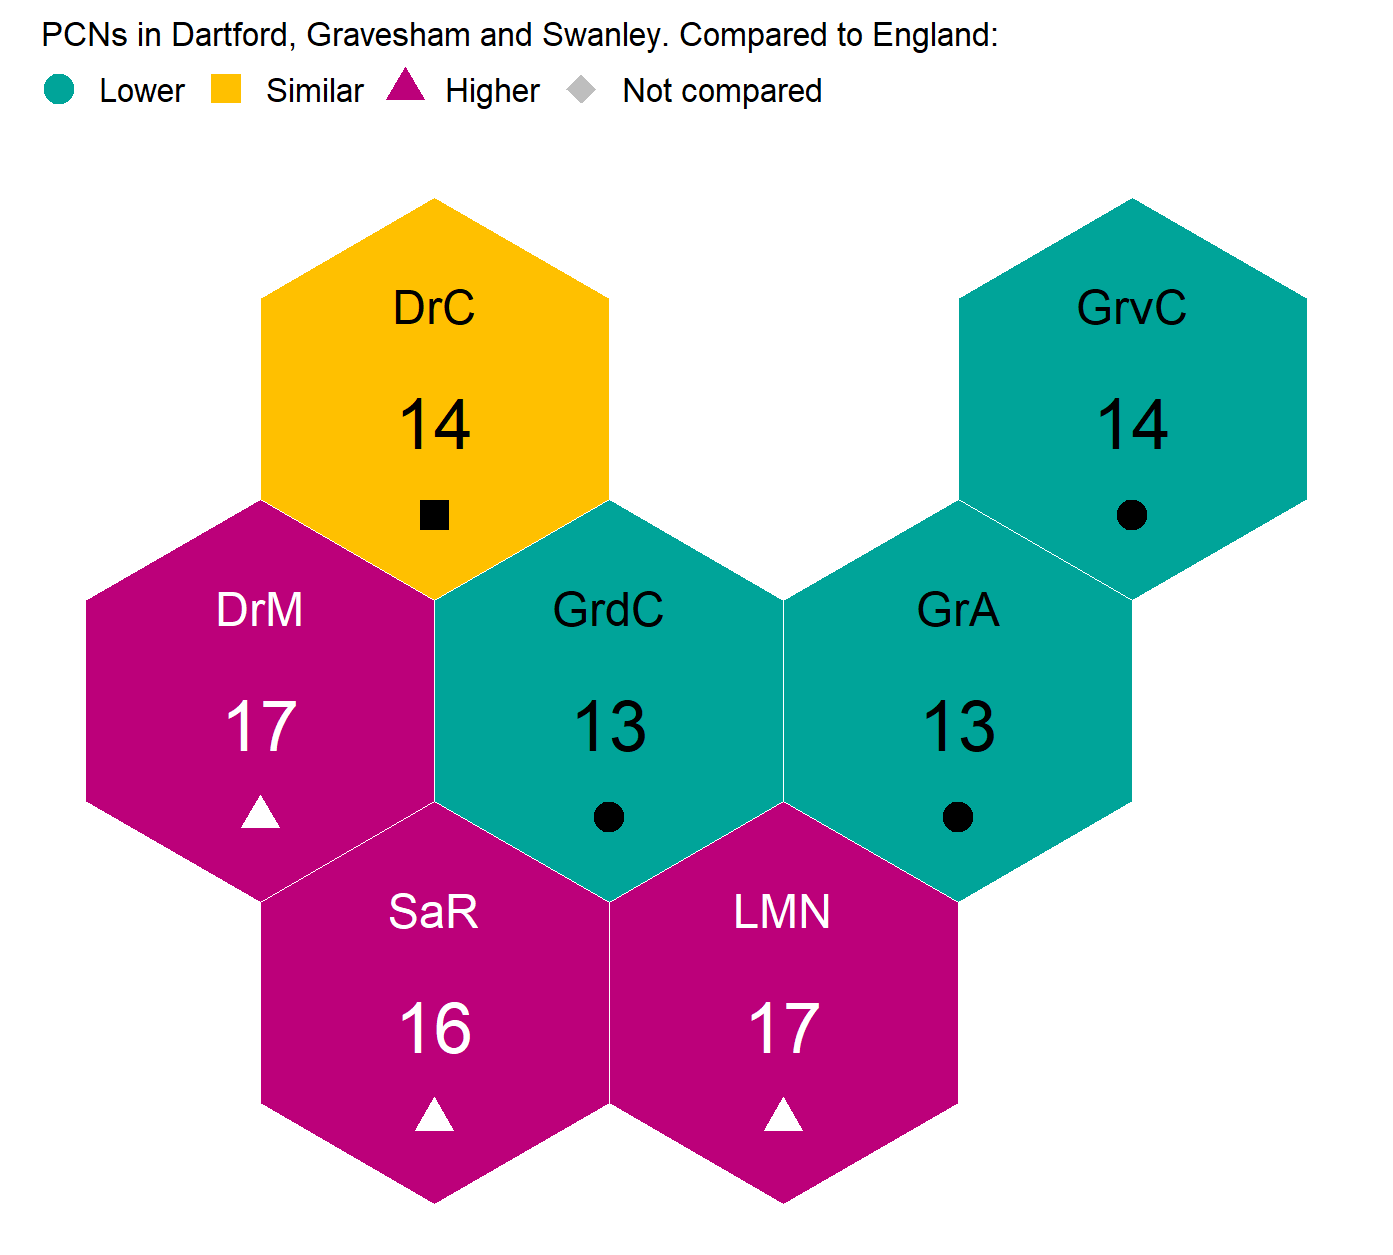 PCNs in Dartford, Gravesham and Swanley. Compared to England:
Lower Similar Higher Not compared
DrC GrvC
14 14
DrM GrdC GrA
17 13 13
SaR LMN
16 17